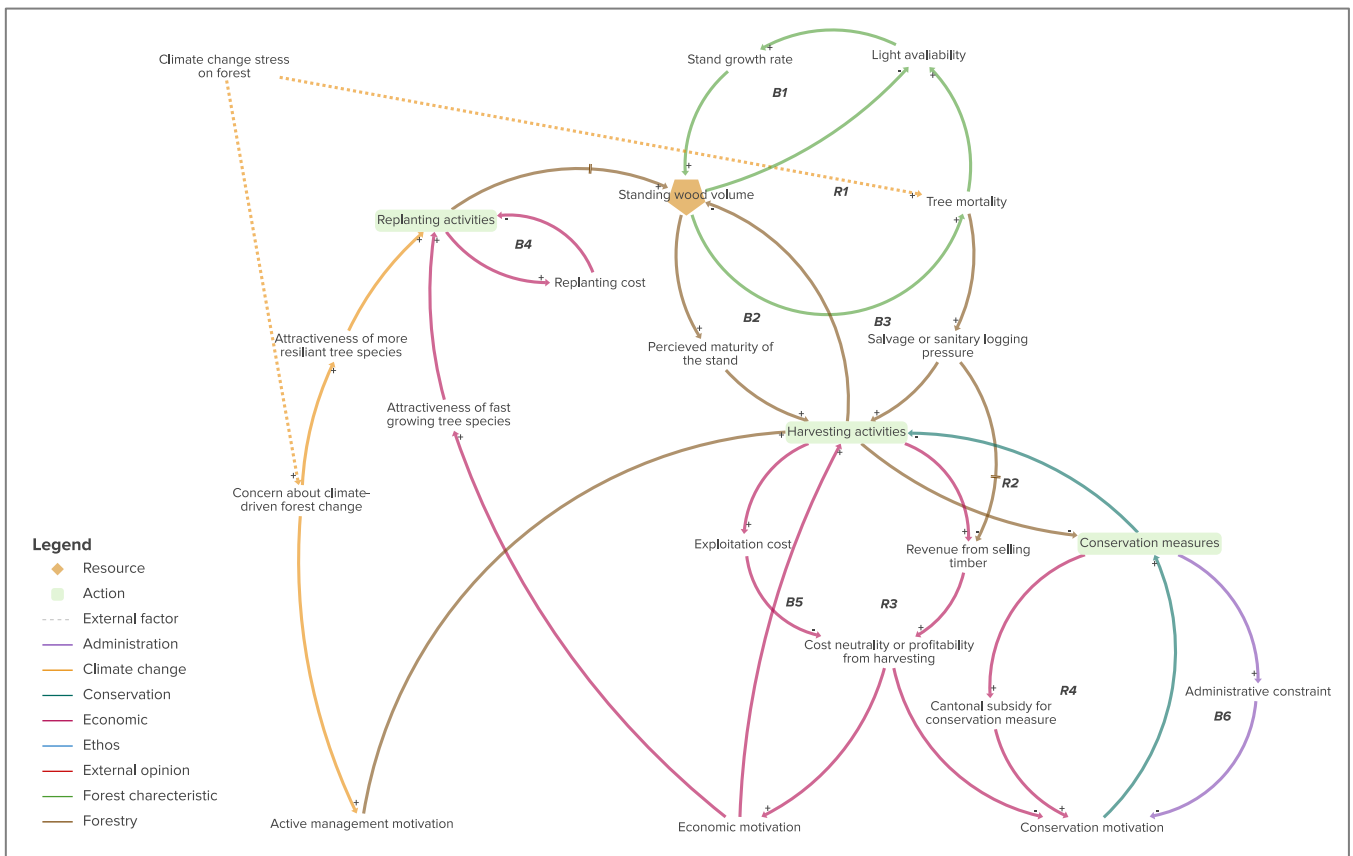 Climate change stress
on forest
Stand growth rate
Light avaliability
B1
Standing wood volume
R1
Tree mortality
Replanting activities
B4
Replanting cost
B2
B3
Attractiveness of more
resiliant tree species
Percieved maturity of
the stand
Salvage or sanitary logging
pressure
Attractiveness of fast
growing tree species
Harvesting activities
Concern about climate-
driven forest change
R2
Exploitation cost
Revenue from selling
timber
Conservation measures
B5
R3
Cost neutrality or profitability
from harvesting
Cantonal subsidy for
conservation measure
R4
Administrative constraint
B6
Active management motivation
Economic motivation
Conservation motivation
Legend
Resource
Action
External factor
Administration
Climate change
Conservation
Economic
Ethos
External opinion
Forest charecteristic
Forestry